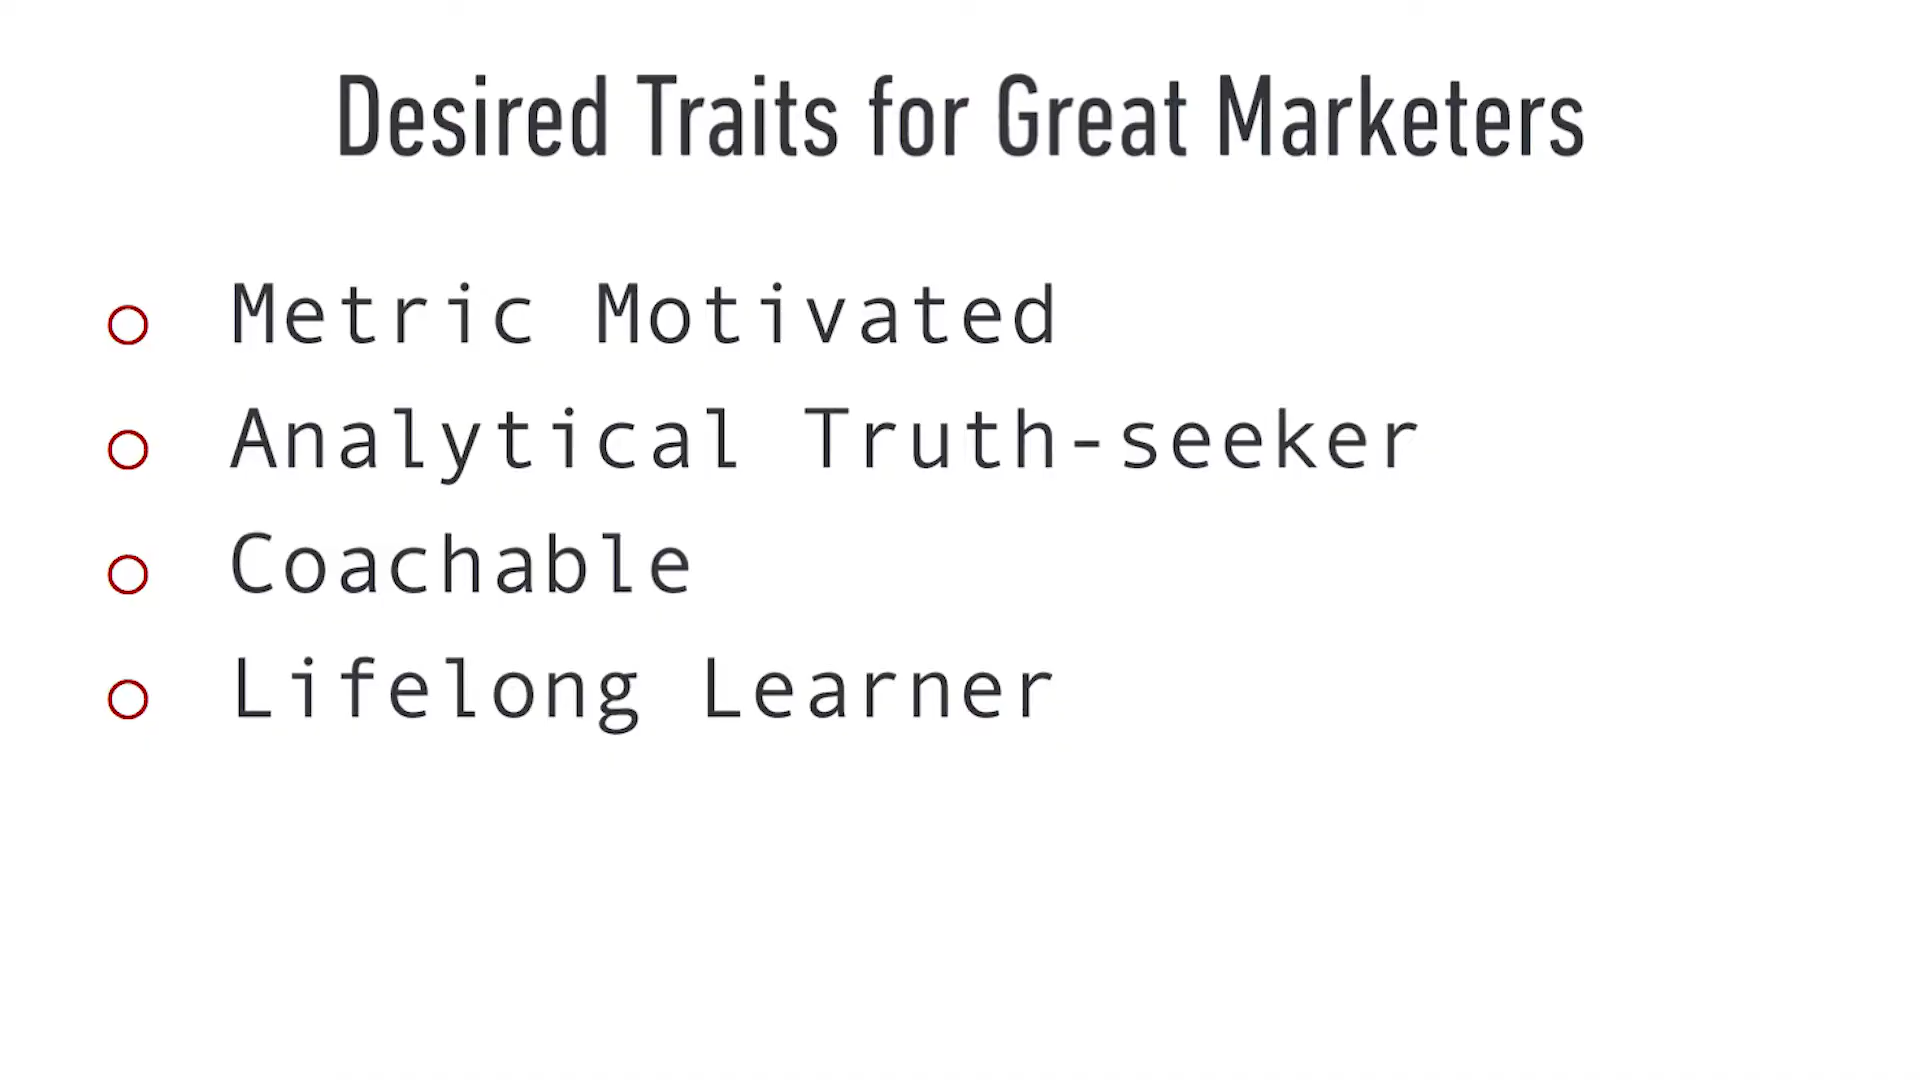 Desired Traits for Great Marketers
Metric Motivated
Analytical Truth-seeker
Coachable
Lifelong Learner